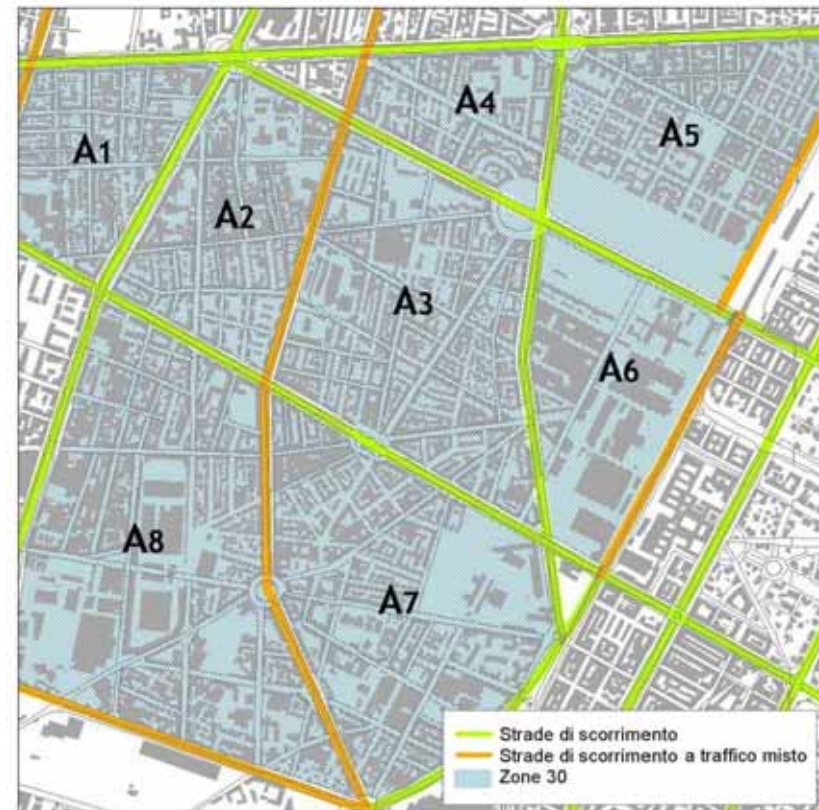 A4
A5
A1
A2
A3
A6
A8
A7
Strade di scorrimento
Strade di scorrimento a traffico misto
Zone 30